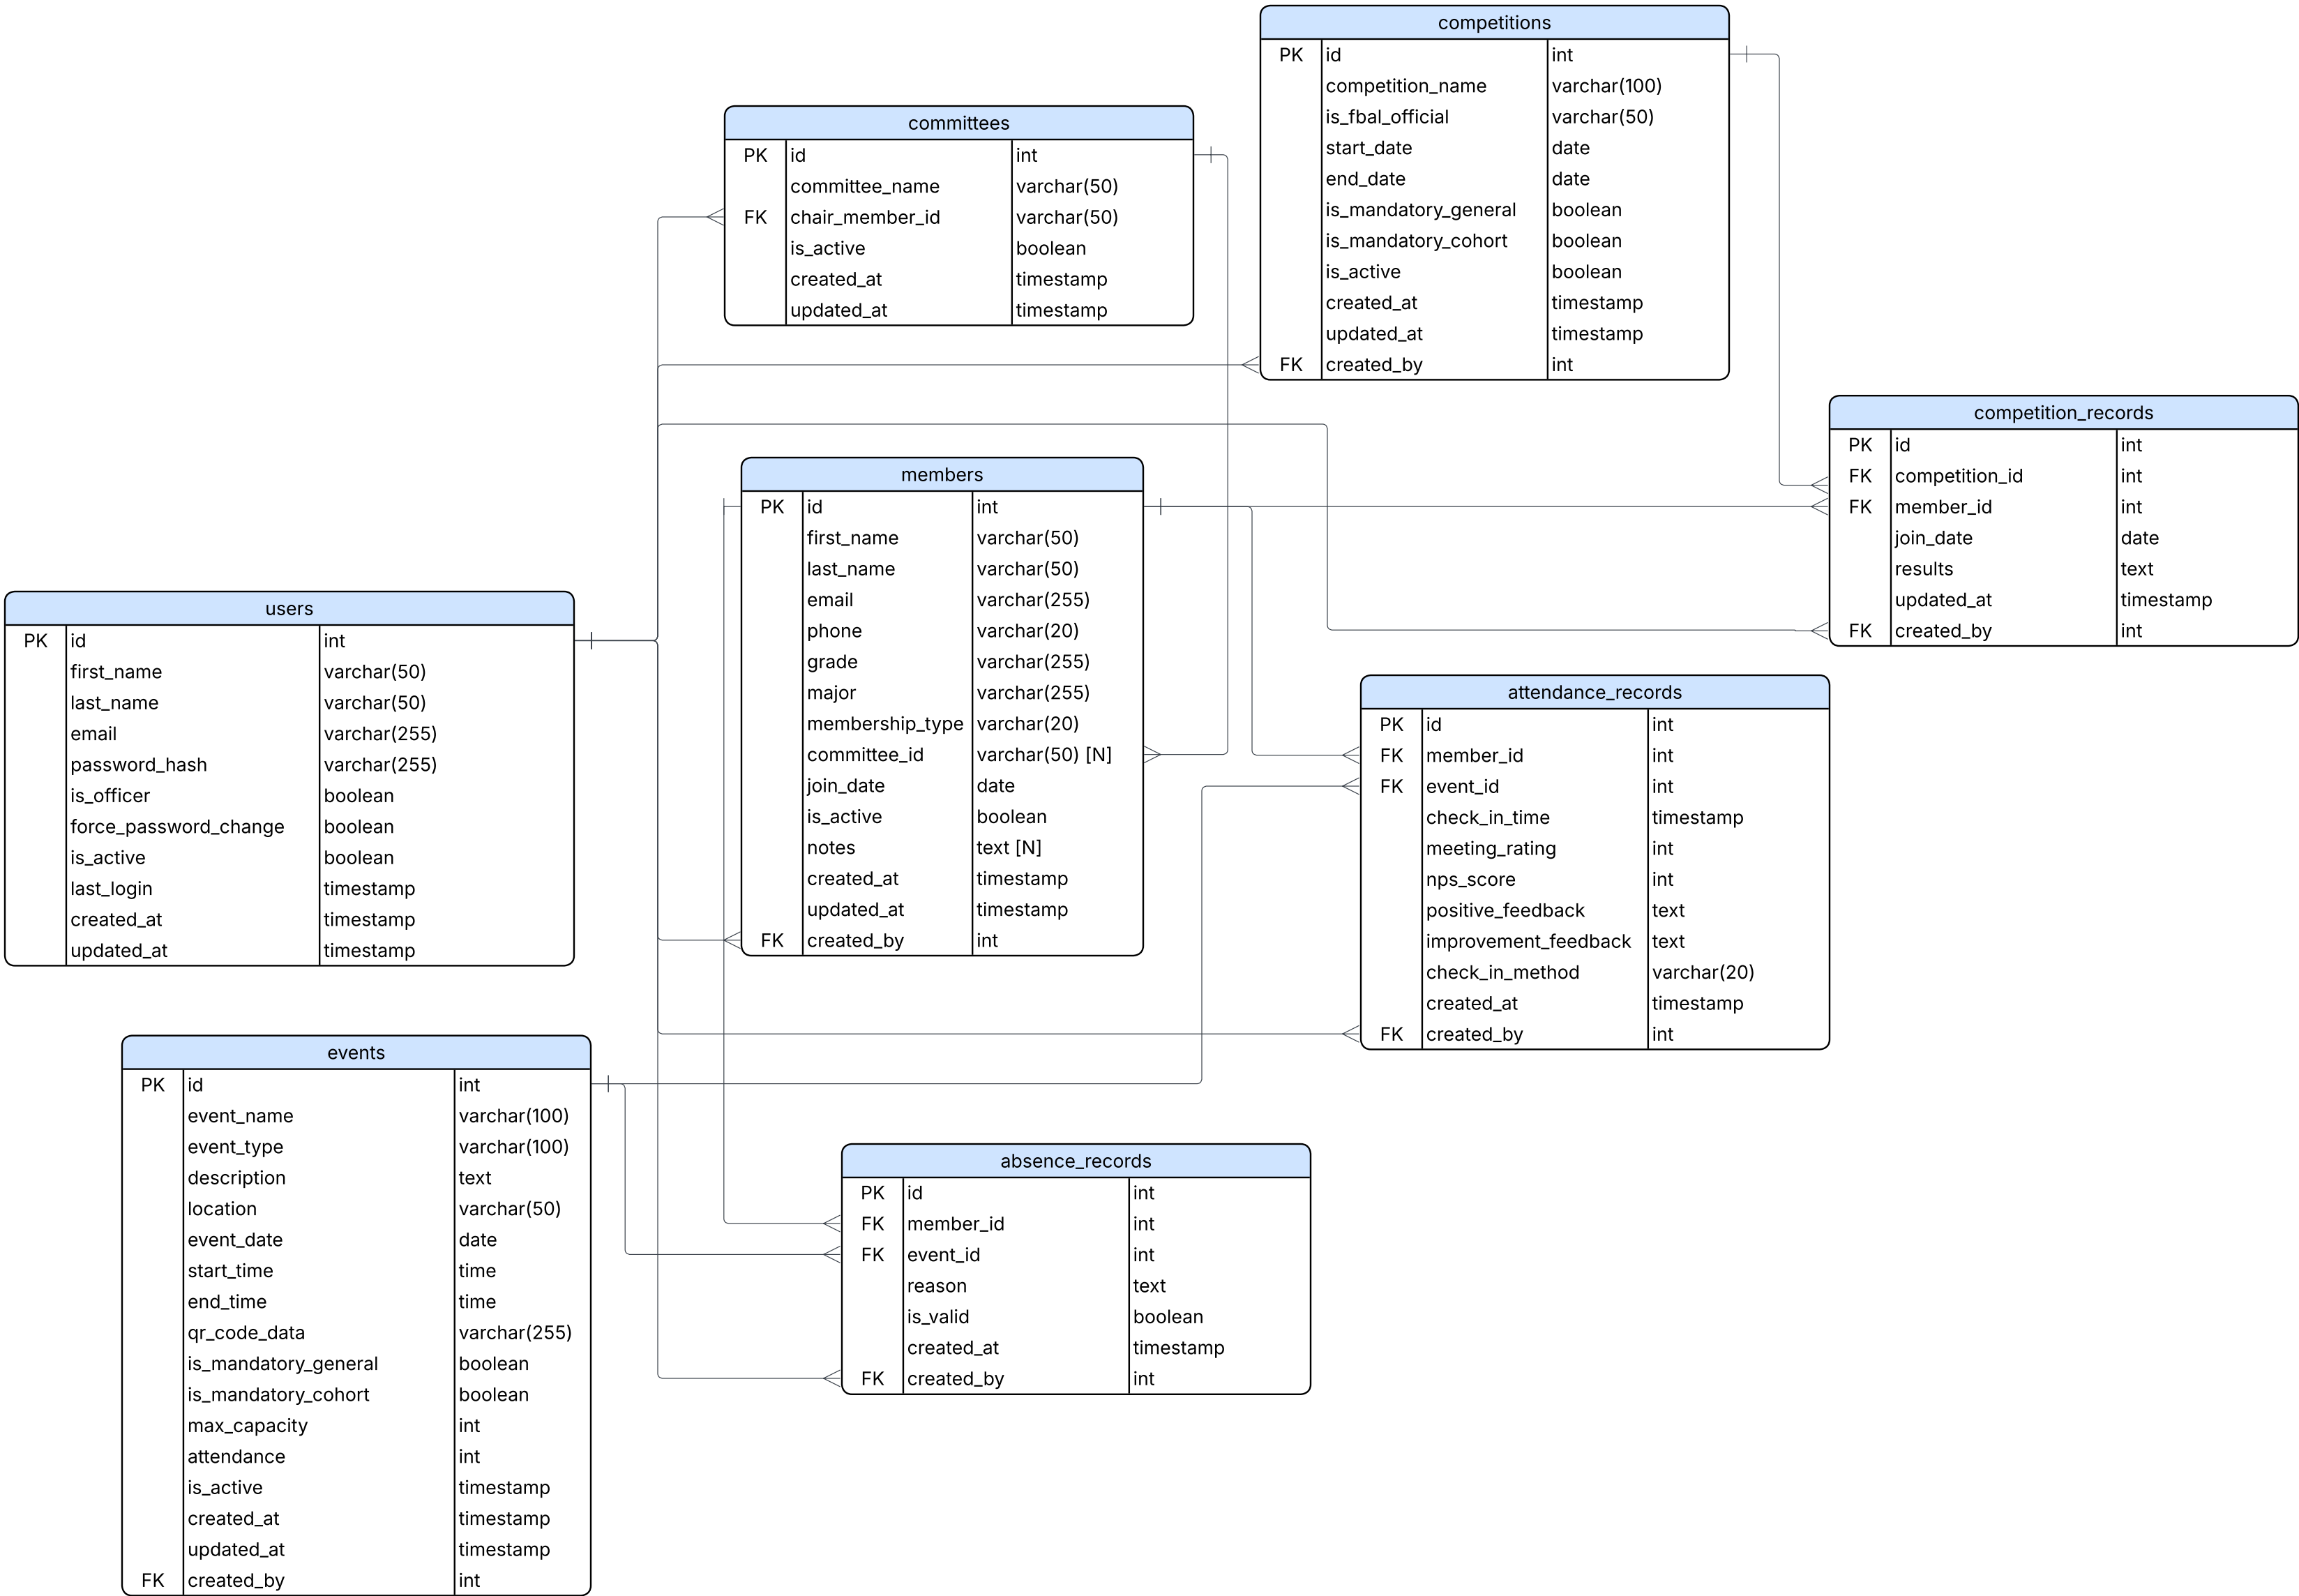 competitions
PK id int
competition_name varchar(100)
is_fbal_official varchar(50)
start_date date
end_date date
is_mandatory_general boolean
is_mandatory_cohort boolean
is_active boolean
created_at timestamp
updated_at timestamp
FK created_by int
committees
PK id int
committee_name varchar(50)
FK chair_member_id varchar(50)
is_active boolean
created_at timestamp
updated_at timestamp
competition_records
PK id int
FK competition_id int
FK member_id int
join_date date
results text
updated_at timestamp
FK created_by int
members
PK id int
first_name varchar(50)
last_name varchar(50)
email varchar(255)
phone varchar(20)
grade varchar(255)
major varchar(255)
membership_type varchar(20)
committee_id varchar(50) [N]
join_date date
is_active boolean
notes text [N]
created_at timestamp
updated_at timestamp
FK created_by int
users
PK id int
first_name varchar(50)
last_name varchar(50)
email varchar(255)
password_hash varchar(255)
is_officer boolean
force_password_change boolean
is_active boolean
last_login timestamp
created_at timestamp
updated_at timestamp
attendance_records
PK id int
FK member_id int
FK event_id int
check_in_time timestamp
meeting_rating int
nps_score int
positive_feedback text
improvement_feedback text
check_in_method varchar(20)
created_at timestamp
FK created_by int
events
PK id int
event_name varchar(100)
event_type varchar(100)
description text
location varchar(50)
event_date date
start_time time
end_time time
qr_code_data varchar(255)
is_mandatory_general boolean
is_mandatory_cohort boolean
max_capacity int
attendance int
is_active timestamp
created_at timestamp
updated_at timestamp
FK created_by int
absence_records
PK id int
FK member_id int
FK event_id int
reason text
is_valid boolean
created_at timestamp
FK created_by int